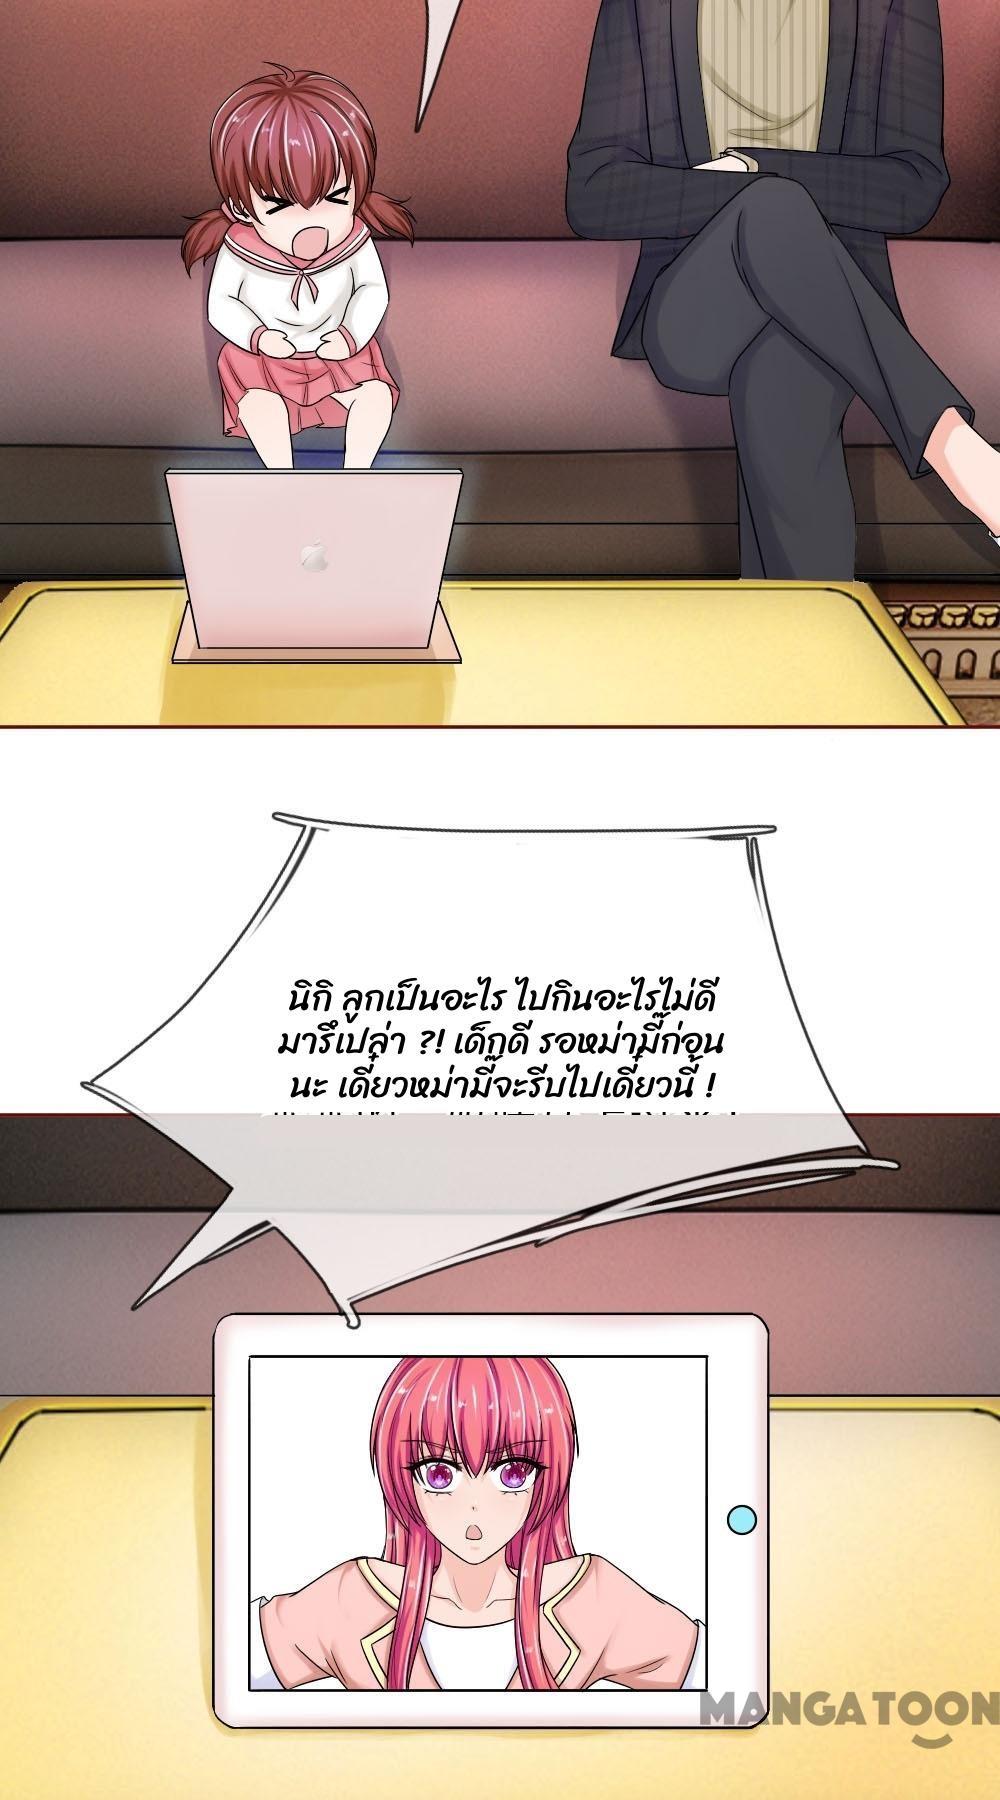 นิกิ ลูกเป็นอะไร ไปกินอะไรไม่ดี
มารึเปล่า ?! เด็กดี รอหม่ามี๊ก่อน
นะ เดี๋ยวหม่ามี๊จะรีบไปเดี๋ยวนี้ !
MANGATOON